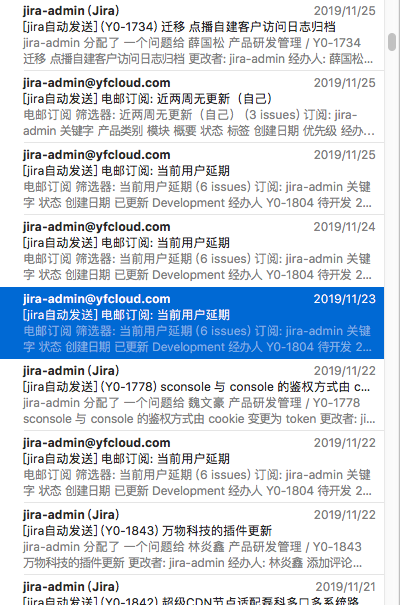 jira-admin (Jira) 2019/11/25
[jira自动发送] (Y0-1734) 迁移 点播自建客户访问日志归档
jira-admin 分配了 一个问题给 薛国松 产品研发管理 / Y0-1734
迁移 点播自建客户访问日志归档 更改者: jira-admin 经办人: 薛国松...
jira-admin@yfcloud.com 2019/11/25
[jira自动发送] 电邮订阅: 近两周无更新（自己）
电邮订阅 筛选器: 近两周无更新（自己） (3 issues) 订阅: jira-
admin 关键字 产品类别 模块 概要 状态 标签 创建日期 优先级 经办...
jira-admin@yfcloud.com 2019/11/25
[jira自动发送] 电邮订阅: 当前用户延期
电邮订阅 筛选器: 当前用户延期 (6 issues) 订阅: jira-admin 关键
字 状态 创建日期 已更新 Development 经办人 Y0-1804 待开发 2...
jira-admin@yfcloud.com 2019/11/24
[jira自动发送] 电邮订阅: 当前用户延期
电邮订阅 筛选器: 当前用户延期 (6 issues) 订阅: jira-admin 关键
字 状态 创建日期 已更新 Development 经办人 Y0-1804 待开发 2...
jira-admin@yfcloud.com 2019/11/23
[jira自动发送] 电邮订阅: 当前用户延期
电邮订阅 筛选器: 当前用户延期 (6 issues) 订阅: jira-admin 关键
字 状态 创建日期 已更新 Development 经办人 Y0-1804 待开发 2...
jira-admin (Jira) 2019/11/22
[jira自动发送] (Y0-1778) sconsole 与 console 的鉴权方式由 c...
jira-admin 分配了 一个问题给 魏文豪 产品研发管理 / Y0-1778
sconsole 与 console 的鉴权方式由 cookie 变更为 token 更改者: ji...
jira-admin@yfcloud.com 2019/11/22
[jira自动发送] 电邮订阅: 当前用户延期
电邮订阅 筛选器: 当前用户延期 (6 issues) 订阅: jira-admin 关键
字 状态 创建日期 已更新 Development 经办人 Y0-1804 待开发 2...
jira-admin (Jira) 2019/11/22
[jira自动发送] (Y0-1843) 万物科技的插件更新
jira-admin 分配了 一个问题给 林炎鑫 产品研发管理 / Y0-1843
万物科技的插件更新 更改者: jira-admin 经办人: 林炎鑫 添加评论...
jira-admin (Jira) 2019/11/21
[jira自动发送] (Y0-1842) 超级CDN节点适配磊科多口多系统路